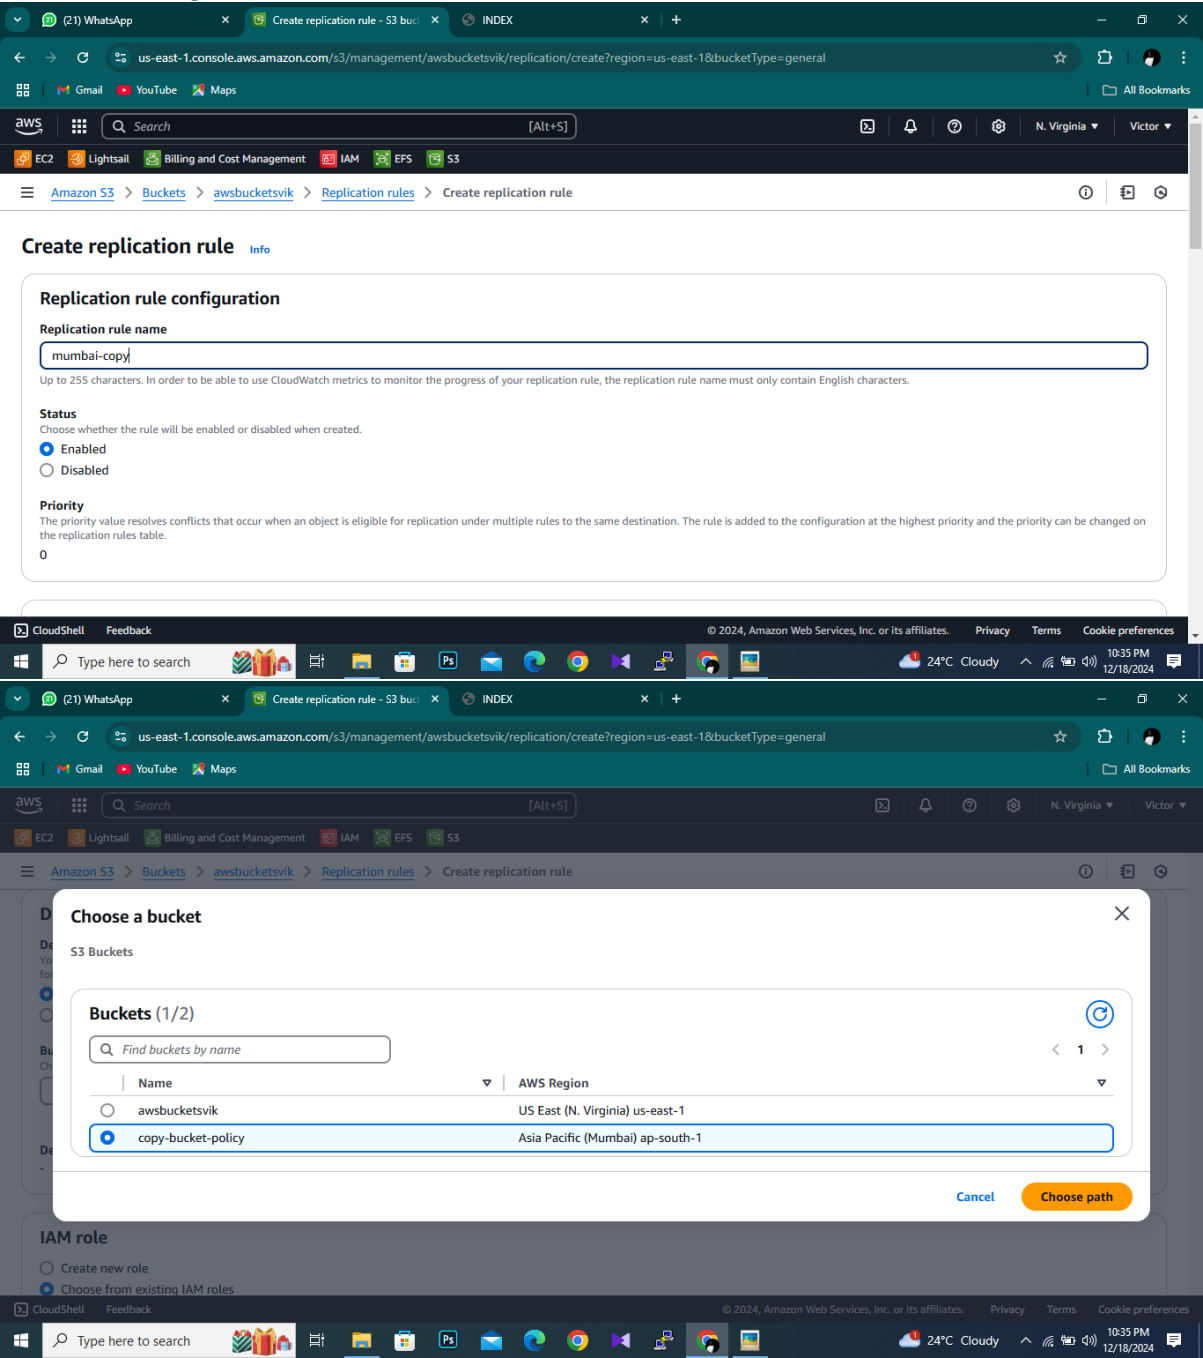 (21) WhatsApp
Create replication rule - S3 buck
INDEX
us-east-1.console.aws.amazon.com/s3/management/awsbucketsvik/replication/create?region=us-east-1&bucketType=general
Gmail YouTube Maps All Bookmarks
aws Search [Alt+S] N. Virginia Victor
EC2 Lightsail Billing and Cost Management IAM EFS S3
Amazon S3 > Buckets > awsbucketsvik > Replication rules > Create replication rule
Create replication rule Info
Replication rule configuration
Replication rule name
mumbai-copy
Up to 255 characters. In order to be able to use CloudWatch metrics to monitor the progress of your replication rule, the replication rule name must only contain English characters.
Status
Choose whether the rule will be enabled or disabled when created.
Enabled
Disabled
Priority
The priority value resolves conflicts that occur when an object is eligible for replication under multiple rules to the same destination. The rule is added to the configuration at the highest priority and the priority can be changed on
the replication rules table.
0
CloudShell Feedback © 2024, Amazon Web Services, Inc. or its affiliates. Privacy Terms Cookie preferences
Type here to search Ps 24°C Cloudy 10:35 PM
12/18/2024
(21) WhatsApp
Create replication rule - S3 buck
INDEX
us-east-1.console.aws.amazon.com/s3/management/awsbucketsvik/replication/create?region=us-east-1&bucketType=general
Gmail YouTube Maps All Bookmarks
aws Search [Alt+S] N. Virginia Victor
EC2 Lightsail Billing and Cost Management IAM EFS S3
Amazon S3 > Buckets > awsbucketsvik > Replication rules > Create replication rule
Choose a bucket
S3 Buckets
Buckets (1/2)
Find buckets by name
1
Name AWS Region
awsbucketsvik US East (N. Virginia) us-east-1
copy-bucket-policy Asia Pacific (Mumbai) ap-south-1
Cancel Choose path
IAM role
Create new role
Choose from existing IAM roles
CloudShell Feedback © 2024, Amazon Web Services, Inc. or its affiliates. Privacy Terms Cookie preferences
Type here to search Ps 24°C Cloudy 10:35 PM
12/18/2024